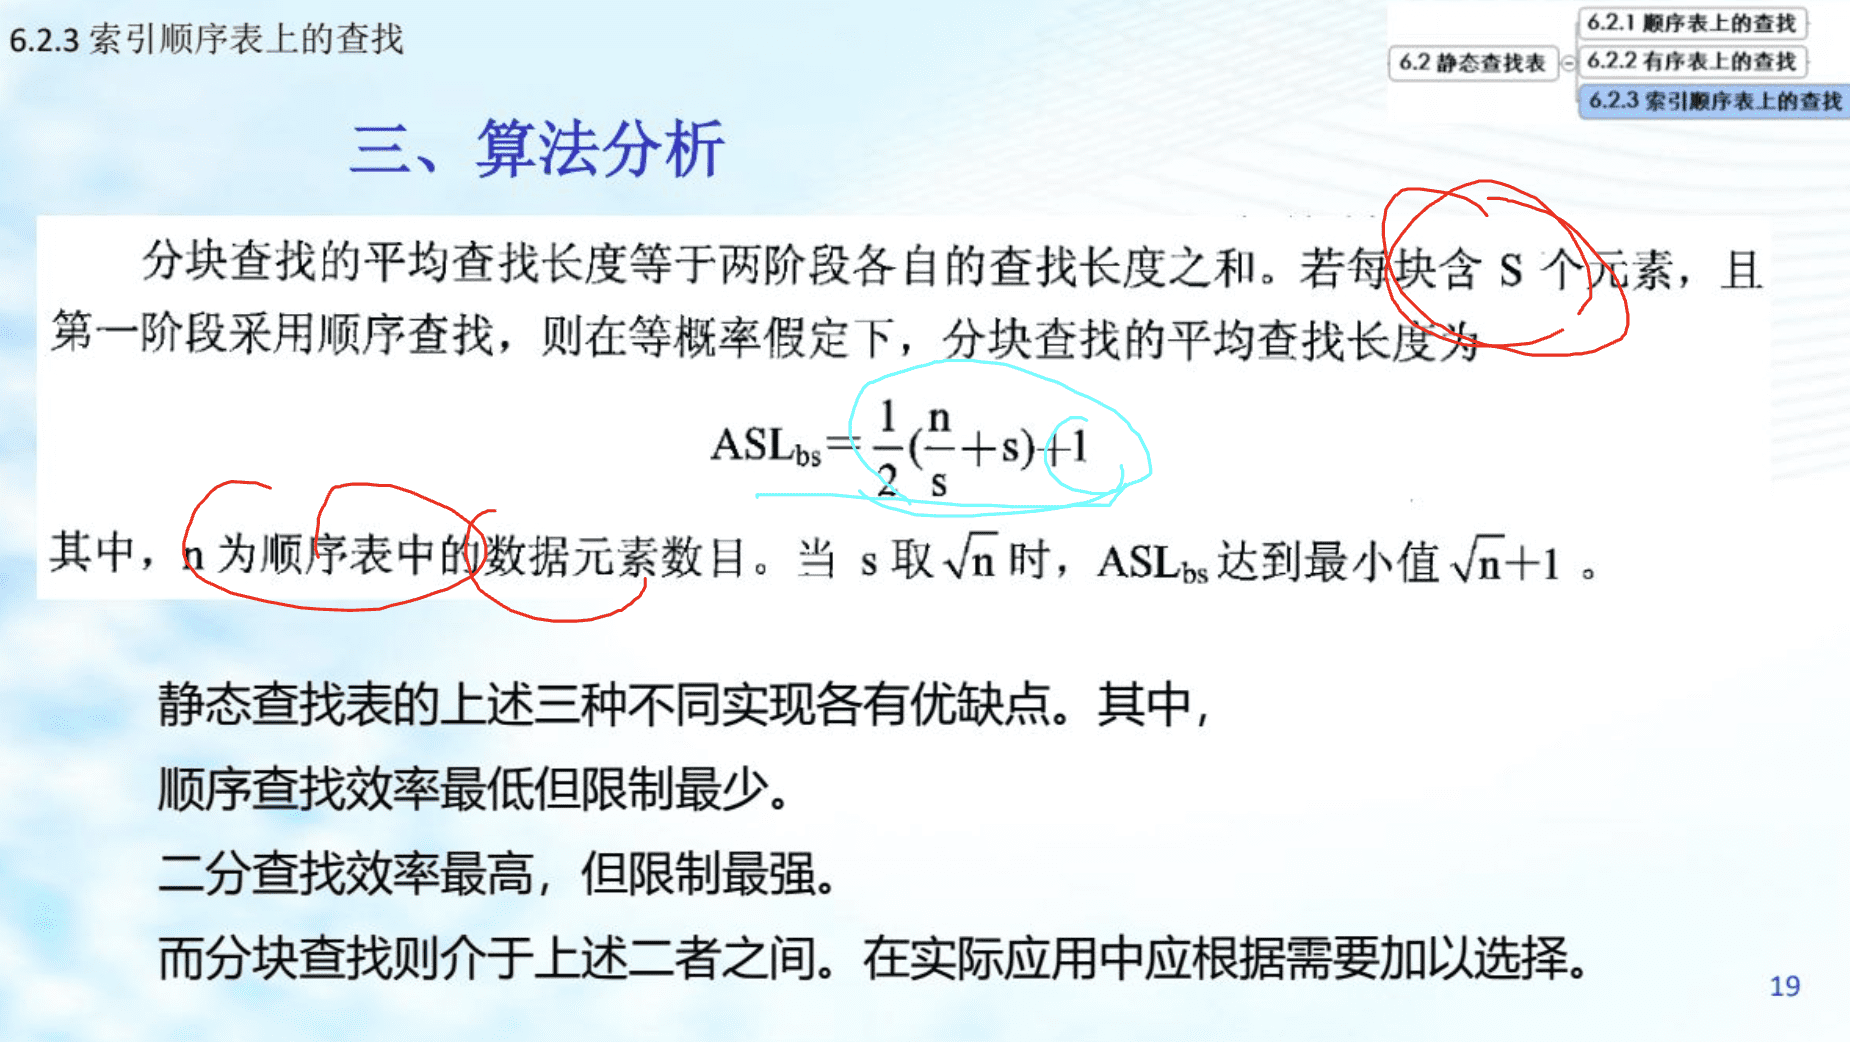 6.2.3 索引顺序表上的查找
6.2 静态查找表
6.2.1 顺序表上的查找
6.2.2 有序表上的查找
6.2.3 索引顺序表上的查找
三、算法分析
分块查找的平均查找长度等于两阶段各自的查找长度之和。若每块含 S 个元素，且
第一阶段采用顺序查找，则在等概率假定下，分块查找的平均查找长度为
ASLbs=1/2(n/s+s)+1
其中，n 为顺序表中的数据元素数目。当 s 取√n时，ASLbs达到最小值√n+1 。
静态查找表的上述三种不同实现各有优缺点。其中，
顺序查找效率最低但限制最少。
二分查找效率最高，但限制最强。
而分块查找则介于上述二者之间。在实际应用中应根据需要加以选择。
19